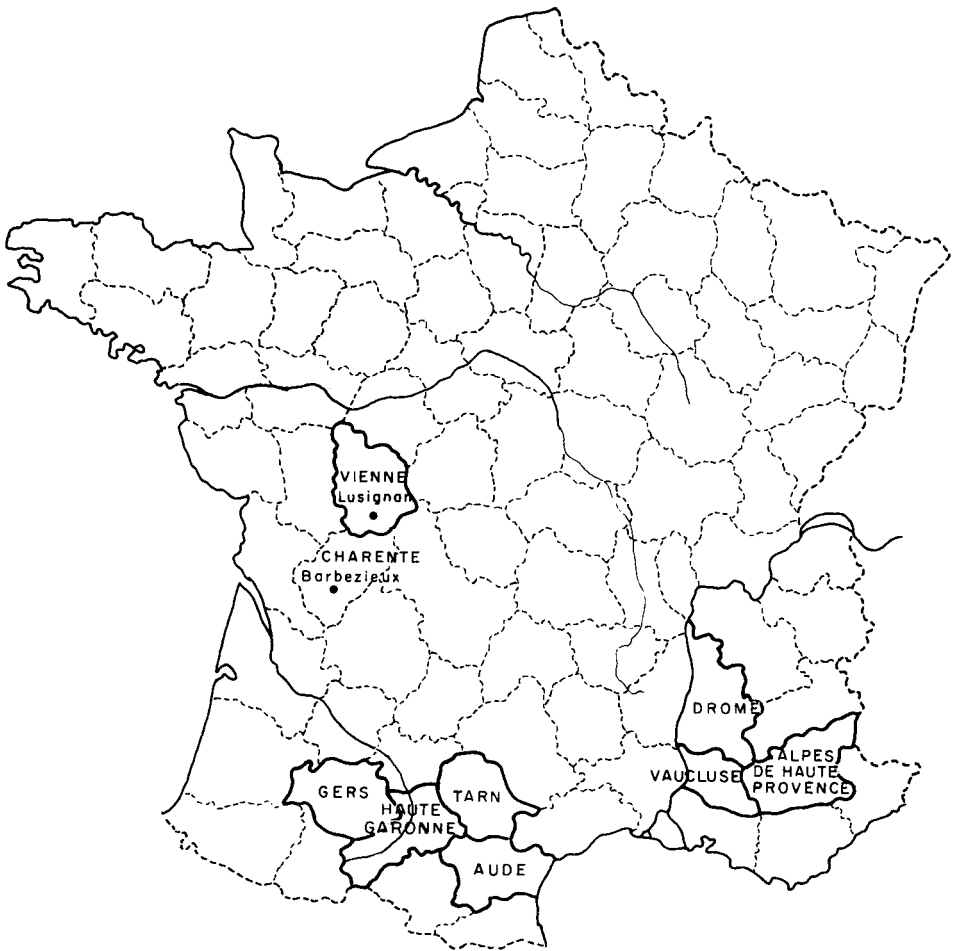 VIENNE
Lusignan
CHARENTE
Barbezieux
DROME
ALPES
DE HAUTE
PROVENCE
VAUCLUSE
GERS
HAUTE
GARONNE
TARN
AUDE